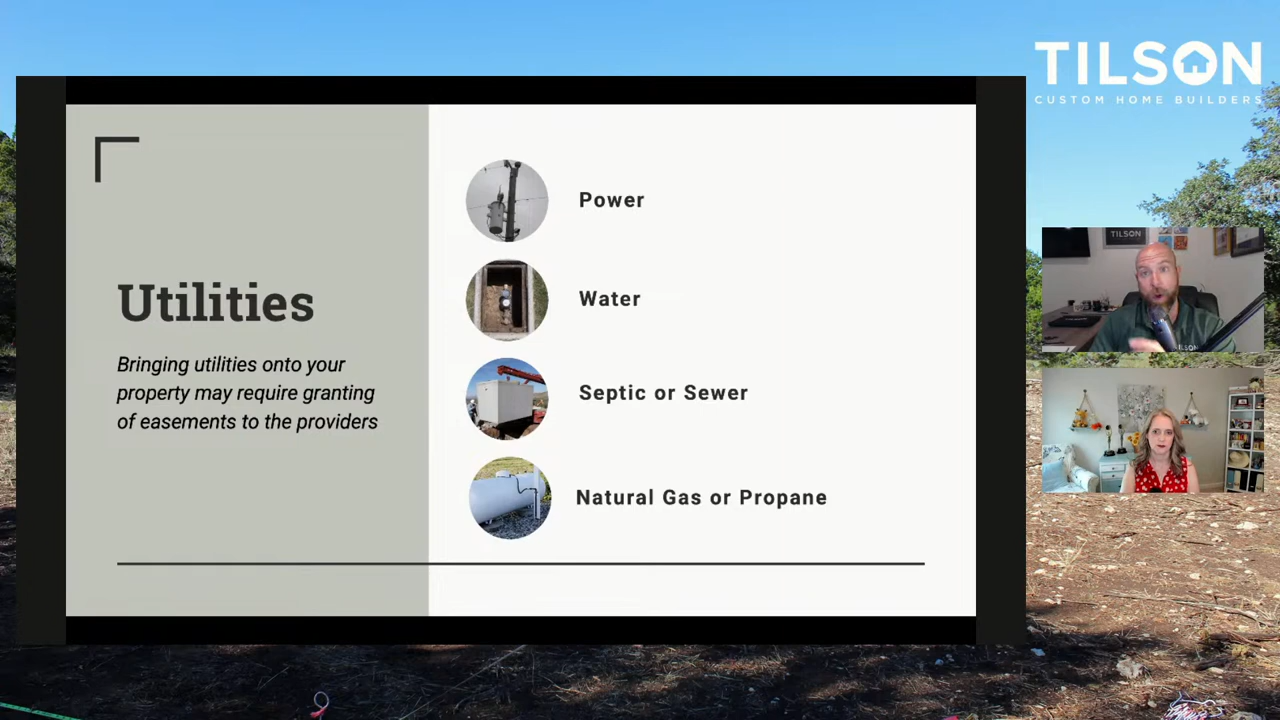 TILSON
CUSTOM HOME BUILDERS
Utilities
Bringing utilities onto your
property may require granting
of easements to the providers
Power
Water
Septic or Sewer
Natural Gas or Propane
TILSON